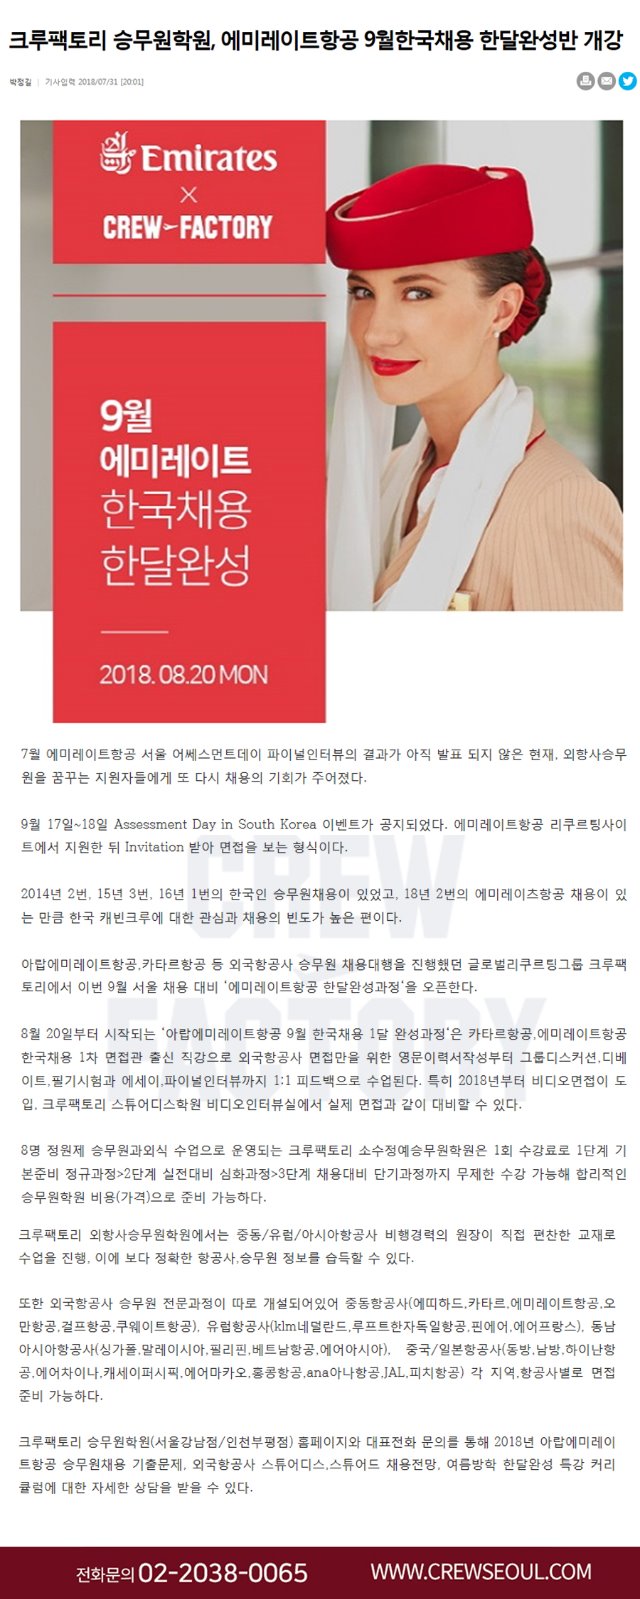 크루팩토리 승무원학원, 에미레이트항공 9월한국채용 한달완성반 개강
박정길 | 기사입력 2018/07/31 [20:01]
Emirates
×
CREW FACTORY
9월
에미레이트
한국채용
한달완성
2018. 08.20 MON
7월 에미레이트항공 서울 어쎄스먼트데이 파이널인터뷰의 결과가 아직 발표 되지 않은 현재, 외항사승무
원을 꿈꾸는 지원자들에게 또 다시 채용의 기회가 주어졌다.
9월 17일~18일 Assessment Day in South Korea 이벤트가 공지되었다. 에미레이트항공 리쿠르팅사이
트에서 지원한 뒤 Invitation 받아 면접을 보는 형식이다.
2014년 2번, 15년 3번, 16년 1번의 한국인 승무원채용이 있었고, 18년 2번의 에미레이츠항공 채용이 있
는 만큼 한국 캐빈크루에 대한 관심과 채용의 빈도가 높은 편이다.
아랍에미레이트항공,카타르항공 등 외국항공사 승무원 채용대행을 진행했던 글로벌리쿠르팅그룹 크루팩
토리에서 이번 9월 서울 채용 대비 '에미레이트항공 한달완성과정'을 오픈한다.
8월 20일부터 시작되는 '아랍에미레이트항공 9월 한국채용 1달 완성과정'은 카타르항공,에미레이트항공
한국채용 1차 면접관 출신 직강으로 외국항공사 면접만을 위한 영문이력서작성부터 그룹디스커션,디베
이트,필기시험과 에세이,파이널인터뷰까지 1:1 피드백으로 수업된다. 특히 2018년부터 비디오면접이 도
입, 크루팩토리 스튜어디스학원 비디오인터뷰실에서 실제 면접과 같이 대비할 수 있다.
8명 정원제 승무원과외식 수업으로 운영되는 크루팩토리 소수정예승무원학원은 1회 수강료로 1단계 기
본준비 정규과정>2단계 실전대비 심화과정>3단계 채용대비 단기과정까지 무제한 수강 가능해 합리적인
승무원학원 비용(가격)으로 준비 가능하다.
크루팩토리 외항사승무원학원에서는 중동/유럽/아시아항공사 비행경력의 원장이 직접 편찬한 교재로
수업을 진행, 이에 보다 정확한 항공사,승무원 정보를 습득할 수 있다.
또한 외국항공사 승무원 전문과정이 따로 개설되어있어 중동항공사(에띠하드,카타르,에미레이트항공,오
만항공,걸프항공,쿠웨이트항공), 유럽항공사(klm네덜란드,루프트한자독일항공,핀에어,에어프랑스), 동남
아시아항공사(싱가폴,말레이시아,필리핀,베트남항공,에어아시아), 중국/일본항공사(동방,남방,하이난항
공,에어차이나,캐세이퍼시픽,에어마카오,홍콩항공,ana아나항공,JAL,피치항공) 각 지역,항공사별로 면접
준비 가능하다.
크루팩토리 승무원학원(서울강남점/인천부평점) 홈페이지와 대표전화 문의를 통해 2018년 아랍에미레이
트항공 승무원채용 기출문제, 외국항공사 스튜어디스,스튜어드 채용전망, 여름방학 한달완성 특강 커리
큘럼에 대한 자세한 상담을 받을 수 있다.
CREW
FACTORY
전화문의 02-2038-0065 WWW.CREWSEOUL.COM